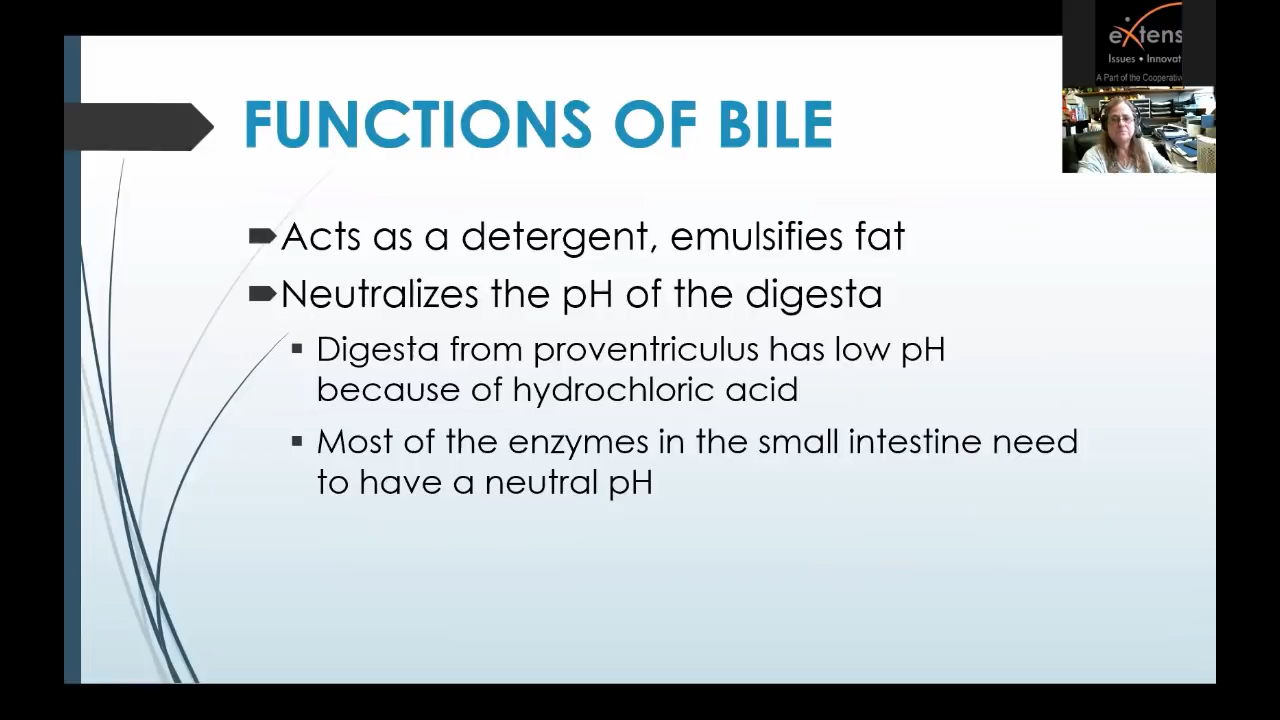 eXtens
Issues • Innovat
A Part of the Cooperative
FUNCTIONS OF BILE
Acts as a detergent, emulsifies fat
Neutralizes the pH of the digesta
Digesta from proventriculus has low pH
because of hydrochloric acid
Most of the enzymes in the small intestine need
to have a neutral pH